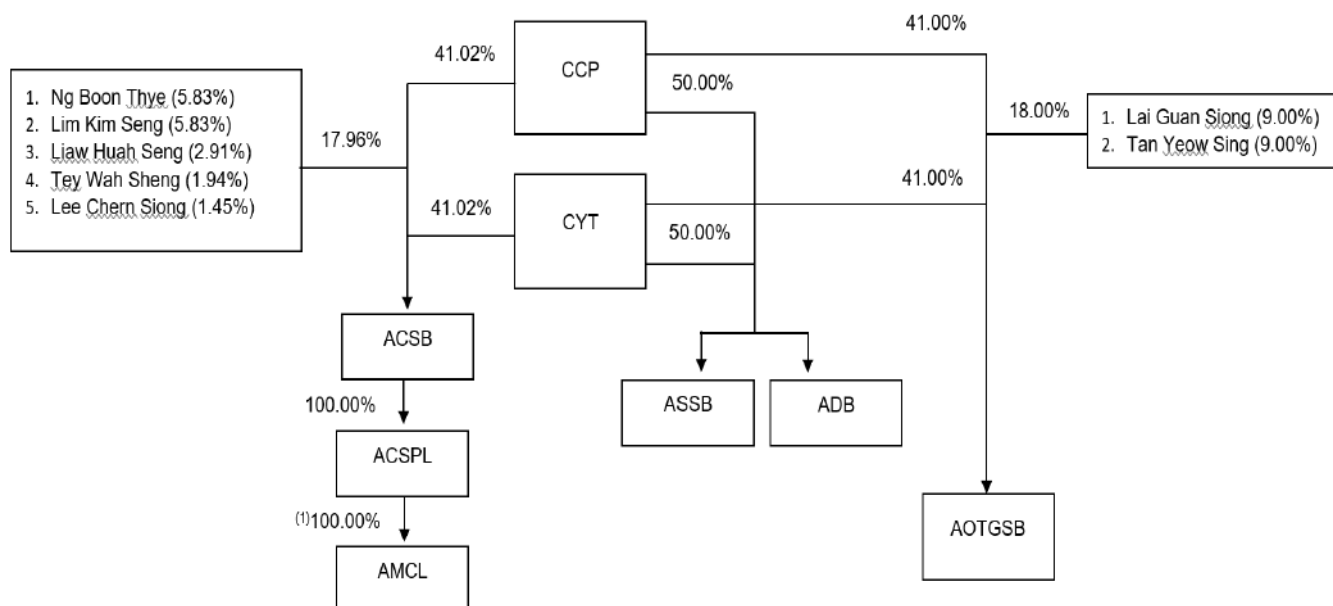 41.00%
41.02%
CCP
50.00%
1. Ng Boon Thye (5.83%)
2. Lim Kim Seng (5.83%)
3. Liaw Huah Seng (2.91%)
4. Tey Wah Sheng (1.94%)
5. Lee Chern Siong (1.45%)
17.96%
18.00%
1. Lai Guan Siong (9.00%)
2. Tan Yeow Sing (9.00%)
41.00%
41.02%
CYT
50.00%
ACSB
ASSB
ADB
100.00%
ACSPL
(1)100.00%
AOTGSB
AMCL